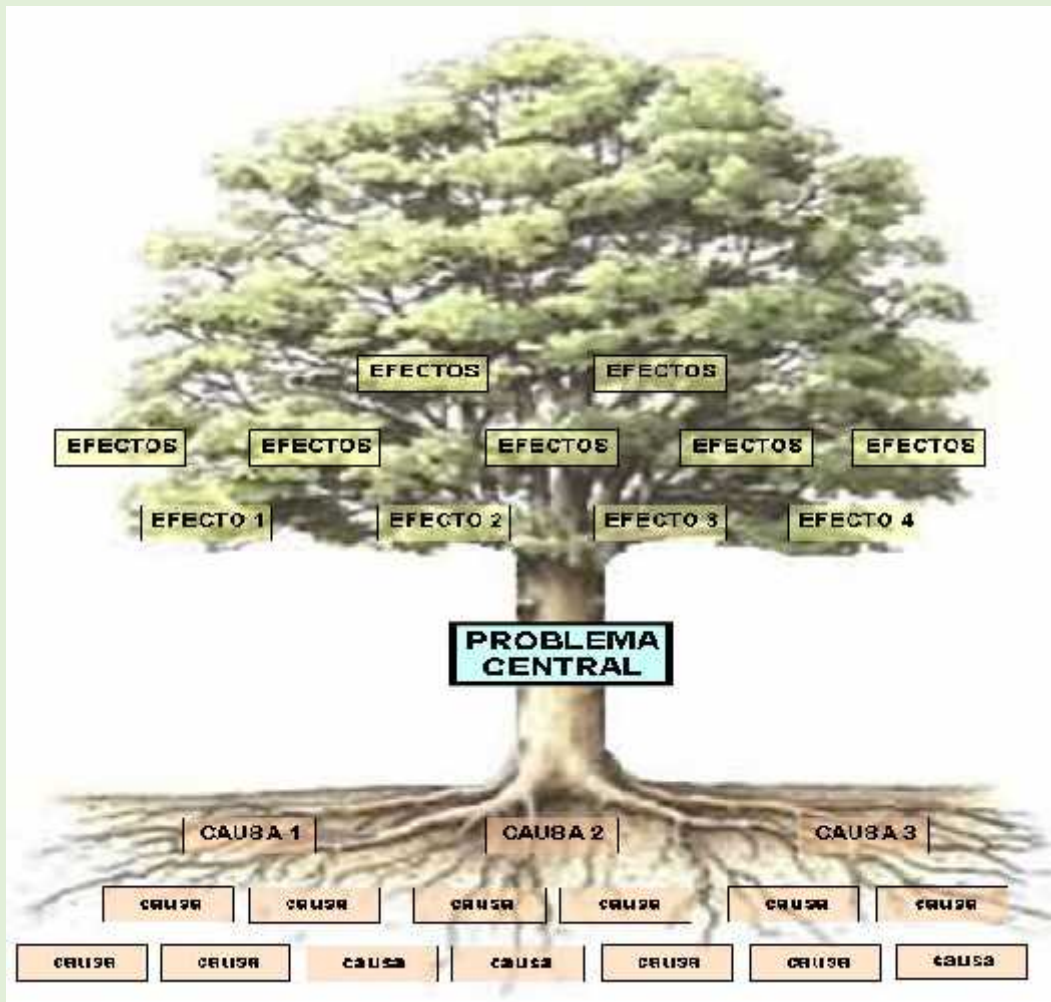 EFECTOS EFECTOS
EFECTOS EFECTOS EFECTOS EFECTOS EFECTOS
EFECTO 1 EFECTO 2 EFECTO 3 EFECTO 4
PROBLEMA
CENTRAL
CAUSA 1 CAUSA 2 CAUSA 3
causa causa causa causa causa causa
causa causa causa causa causa causa causa